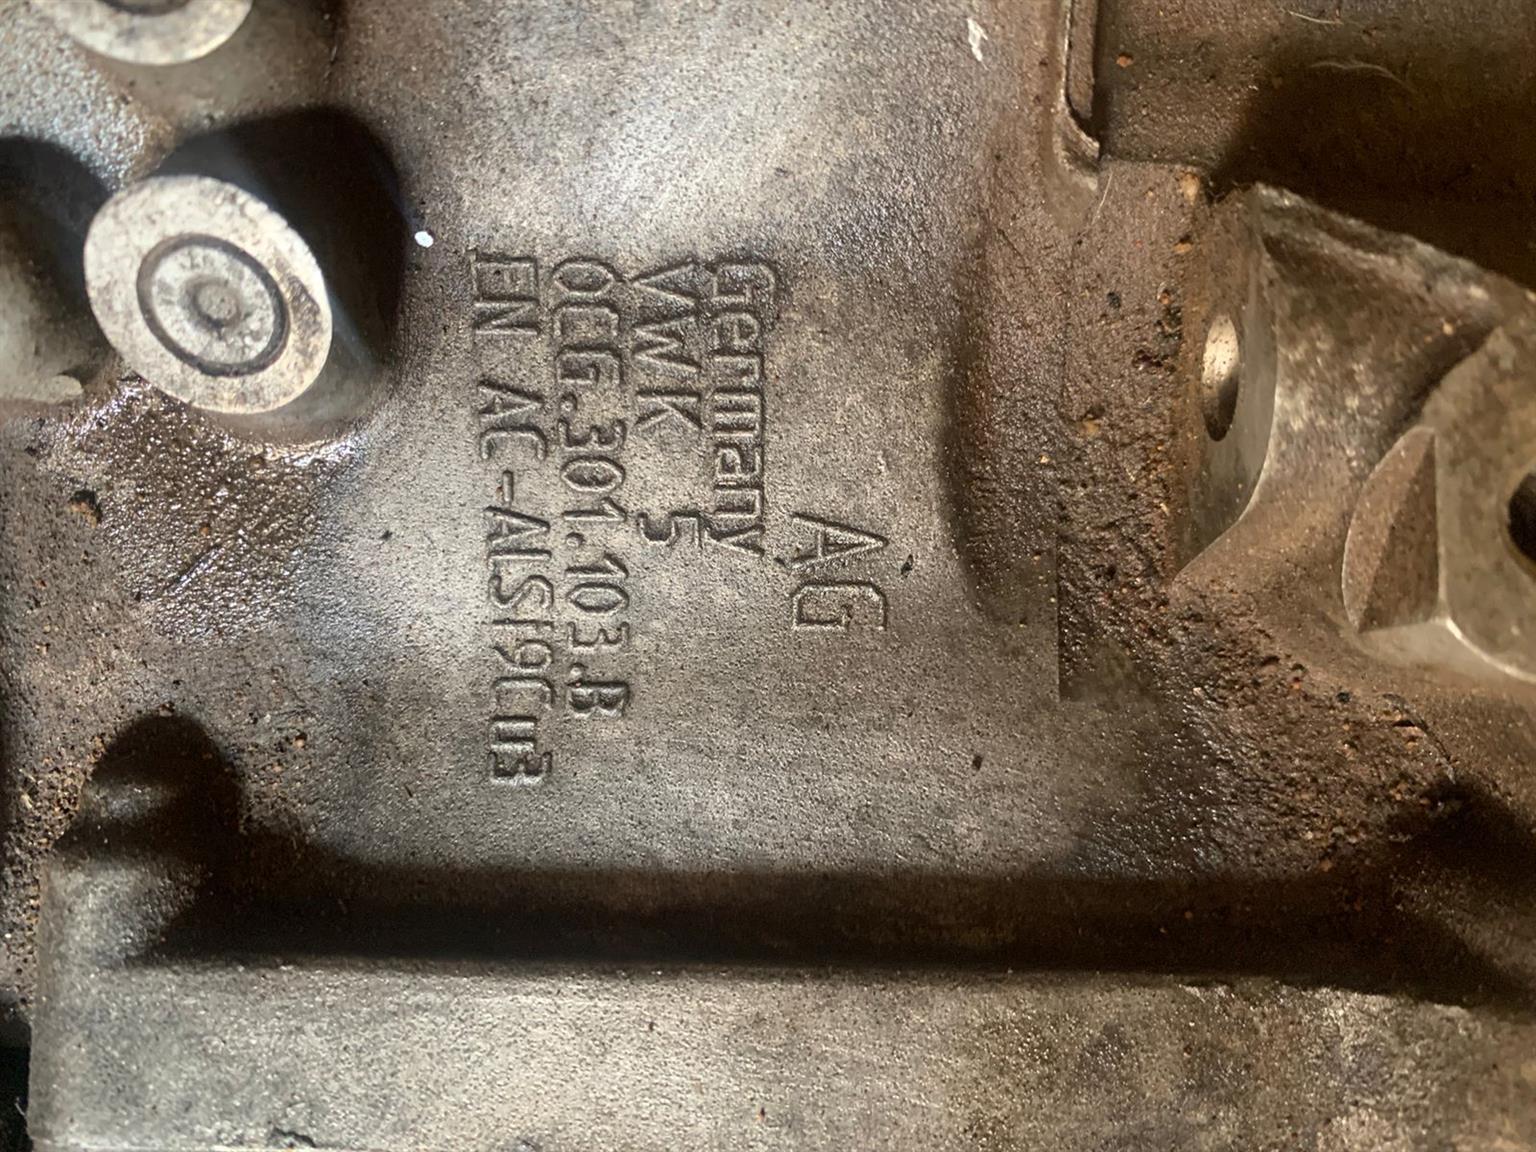 AG
Germany
VWK 5
0CG.301.103.B
EN AC-ALSI9Cu3